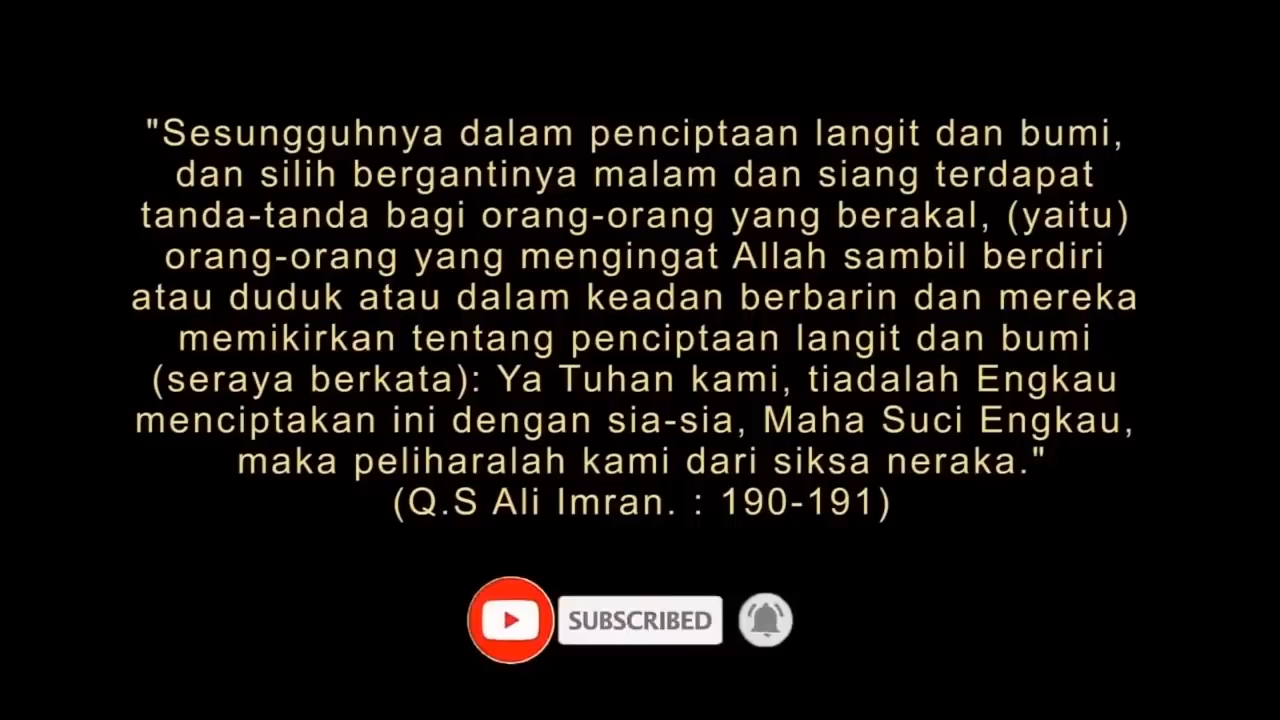 "Sesungguhnya dalam penciptaan langit dan bumi,
dan silih bergantinya malam dan siang terdapat
tanda-tanda bagi orang-orang yang berakal, (yaitu)
orang-orang yang mengingat Allah sambil berdiri
atau duduk atau dalam keadan berbarin dan mereka
memikirkan tentang penciptaan langit dan bumi
(seraya berkata): Ya Tuhan kami, tiadalah Engkau
menciptakan ini dengan sia-sia, Maha Suci Engkau,
maka peliharalah kami dari siksa neraka."
(Q.S Ali Imran. : 190-191)
SUBSCRIBED